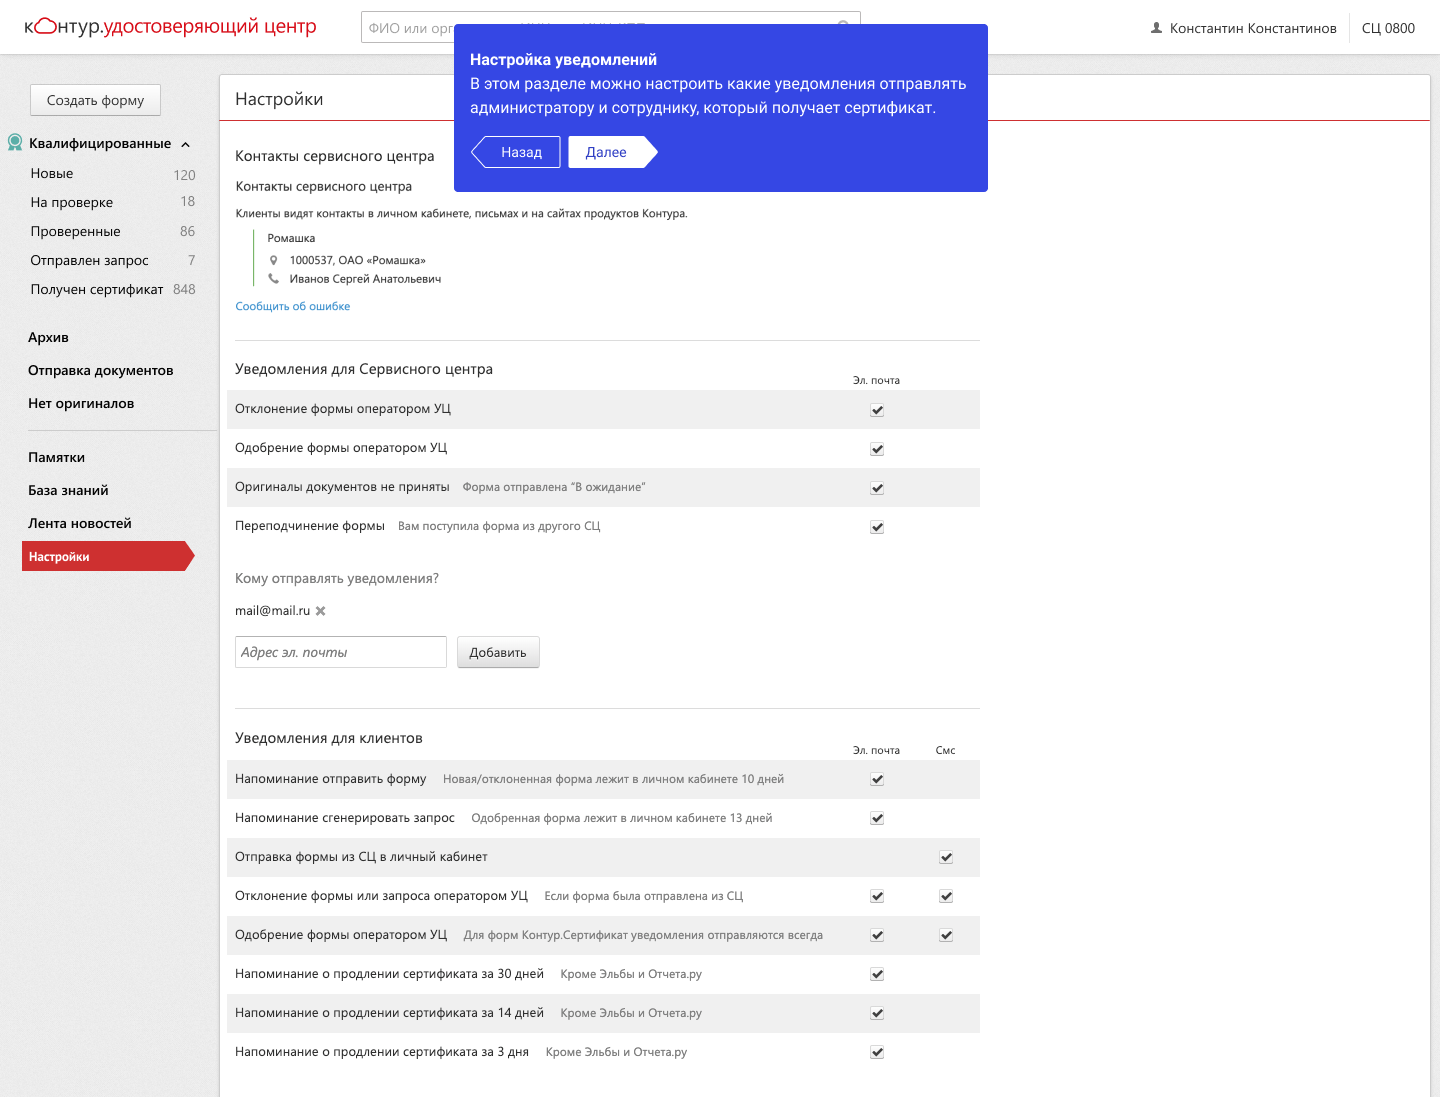 контур.удостоверяющий центр
ФИО или орг
Константин Константинов
СЦ 0800
Настройка уведомлений
В этом разделе можно настроить какие уведомления отправлять
администратору и сотруднику, который получает сертификат.
Назад
Далее
Создать форму
Квалифицированные
Новые 120
На проверке 18
Проверенные 86
Отправлен запрос 7
Получен сертификат 848
Архив
Отправка документов
Нет оригиналов
Памятки
База знаний
Лента новостей
Настройки
Настройки
Контакты сервисного центра
Контакты сервисного центра
Клиенты видят контакты в личном кабинете, письмах и на сайтах продуктов Контура.
Ромашка
1000537, ОАО «Ромашка»
Иванов Сергей Анатольевич
Сообщить об ошибке
Уведомления для Сервисного центра
Эл. почта
Отклонение формы оператором УЦ
Одобрение формы оператором УЦ
Оригиналы документов не приняты Форма отправлена "В ожидание"
Переподчинение формы Вам поступила форма из другого СЦ
Кому отправлять уведомления?
mail@mail.ru
Адрес эл. почты
Добавить
Уведомления для клиентов
Эл. почта Смс
Напоминание отправить форму Новая/отклоненная форма лежит в личном кабинете 10 дней
Напоминание сгенерировать запрос Одобренная форма лежит в личном кабинете 13 дней
Отправка формы из СЦ в личный кабинет
Отклонение формы или запроса оператором УЦ Если форма была отправлена из СЦ
Одобрение формы оператором УЦ Для форм Контур.Сертификат уведомления отправляются всегда
Напоминание о продлении сертификата за 30 дней Кроме Эльбы и Отчета.ру
Напоминание о продлении сертификата за 14 дней Кроме Эльбы и Отчета.ру
Напоминание о продлении сертификата за 3 дня Кроме Эльбы и Отчета.ру